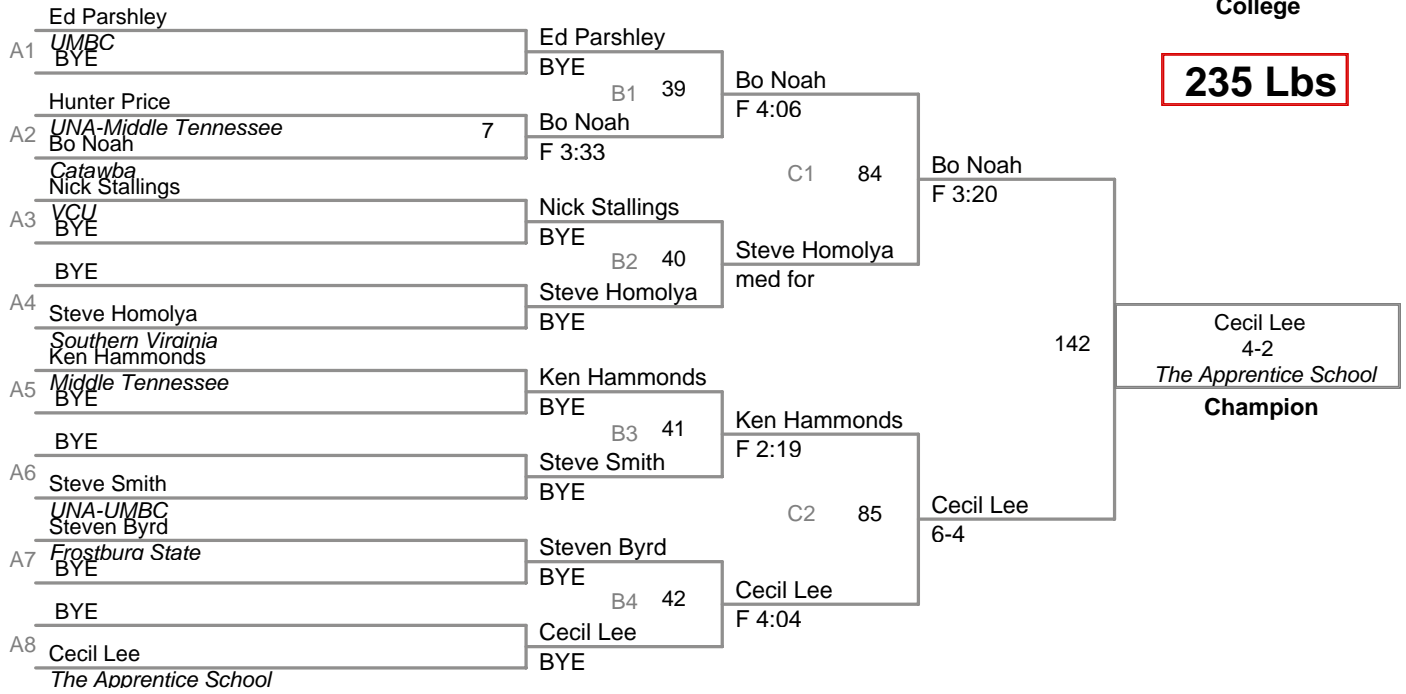 College
235 Lbs
Ed Parshley
A1
UMBC
BYE
Hunter Price
A2
UNA-Middle Tennessee
7
Bo Noah
Catawba
Nick Stallings
A3
VCU
BYE
BYE
A4
Steve Homolya
Southern Virginia
Ken Hammonds
A5
Middle Tennessee
BYE
BYE
A6
Steve Smith
UNA-UMBC
Steven Byrd
A7
Frostburg State
BYE
BYE
A8
Cecil Lee
The Apprentice School
Ed Parshley
BYE
B1 39
Bo Noah
F 3:33
Nick Stallings
BYE
B2 40
Steve Homolya
BYE
Ken Hammonds
BYE
B3 41
Steve Smith
BYE
Steven Byrd
BYE
B4 42
Cecil Lee
BYE
Bo Noah
F 4:06
C1 84
Steve Homolya
med for
Ken Hammonds
F 2:19
C2 85
Cecil Lee
F 4:04
Bo Noah
F 3:20
142
Cecil Lee
6-4
Cecil Lee
4-2
The Apprentice School
Champion